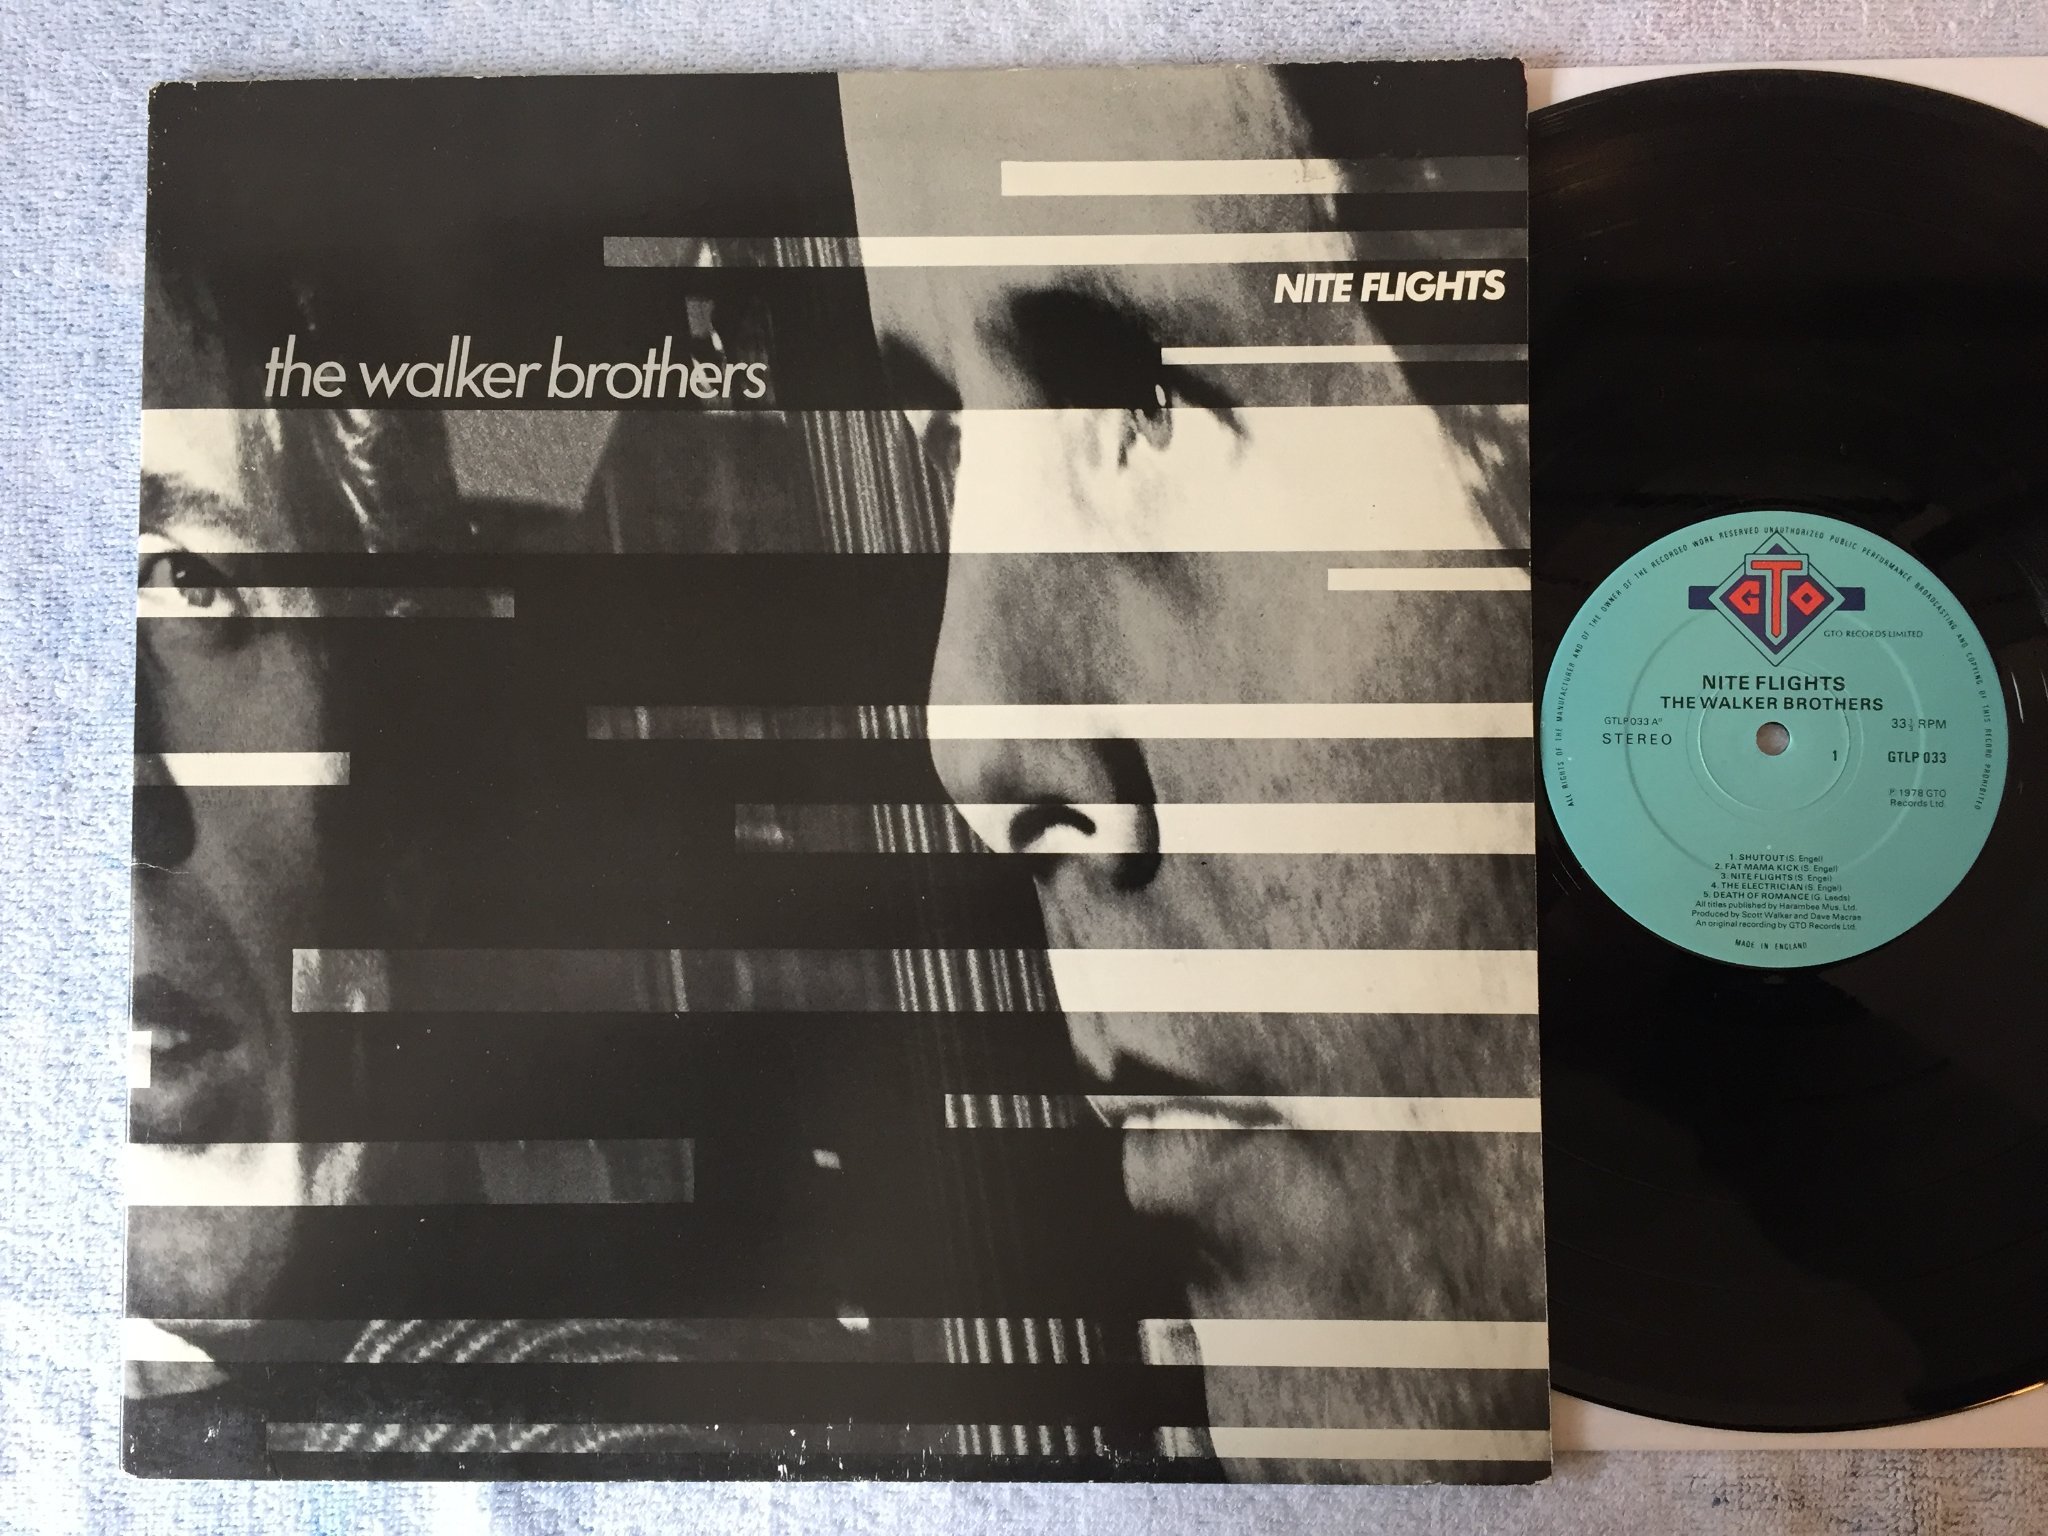 NITE FLIGHTS
the walker brothers
ALL RIGHTS OF THE MANUFACTURER AND OF THE OWNER OF THE RECORDED WORK RESERVED UNAUTHORIZED PUBLIC PERFORMANCE BROADCASTING AND COPYING OF THIS RECORD PROHIBITED
GTO
GTO RECORDS LIMITED
NITE FLIGHTS
THE WALKER BROTHERS
GTLP 033 A
33⅓ RPM
STEREO
1
GTLP 033
℗ 1978 GTO
Records Ltd.
1. SHUTOUT (S. Engel)
2. FAT MAMA KICK (S. Engel)
3. NITE FLIGHTS (S. Engel)
4. THE ELECTRICIAN (S. Engel)
5. DEATH OF ROMANCE (G. Leeds)
All titles published by Harambee Mus. Ltd.
Produced by Scott Walker and Dave Macrae
An original recording by GTO Records Ltd.
MADE IN ENGLAND